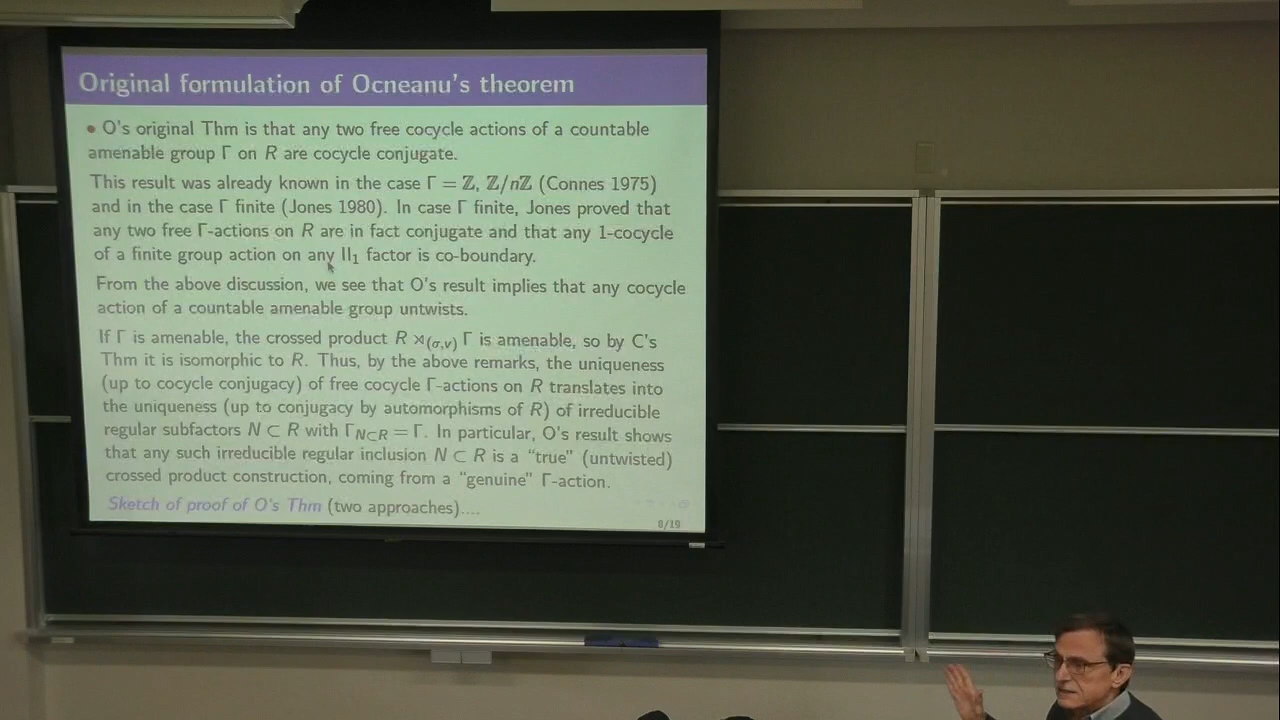 Original formulation of Ocneanu's theorem
• O's original Thm is that any two free cocycle actions of a countable
amenable group Γ on R are cocycle conjugate.
This result was already known in the case Γ = ℤ, ℤ/nℤ (Connes 1975)
and in the case Γ finite (Jones 1980). In case Γ finite, Jones proved that
any two free Γ-actions on R are in fact conjugate and that any 1-cocycle
of a finite group action on any II₁ factor is co-boundary.
From the above discussion, we see that O's result implies that any cocycle
action of a countable amenable group untwists.
If Γ is amenable, the crossed product R ⋊(σ,v) Γ is amenable, so by C's
Thm it is isomorphic to R. Thus, by the above remarks, the uniqueness
(up to cocycle conjugacy) of free cocycle Γ-actions on R translates into
the uniqueness (up to conjugacy by automorphisms of R) of irreducible
regular subfactors N ⊂ R with Γ_N⊂R = Γ. In particular, O's result shows
that any such irreducible regular inclusion N ⊂ R is a "true" (untwisted)
crossed product construction, coming from a "genuine" Γ-action.
Sketch of proof of O's Thm (two approaches)....
8/19